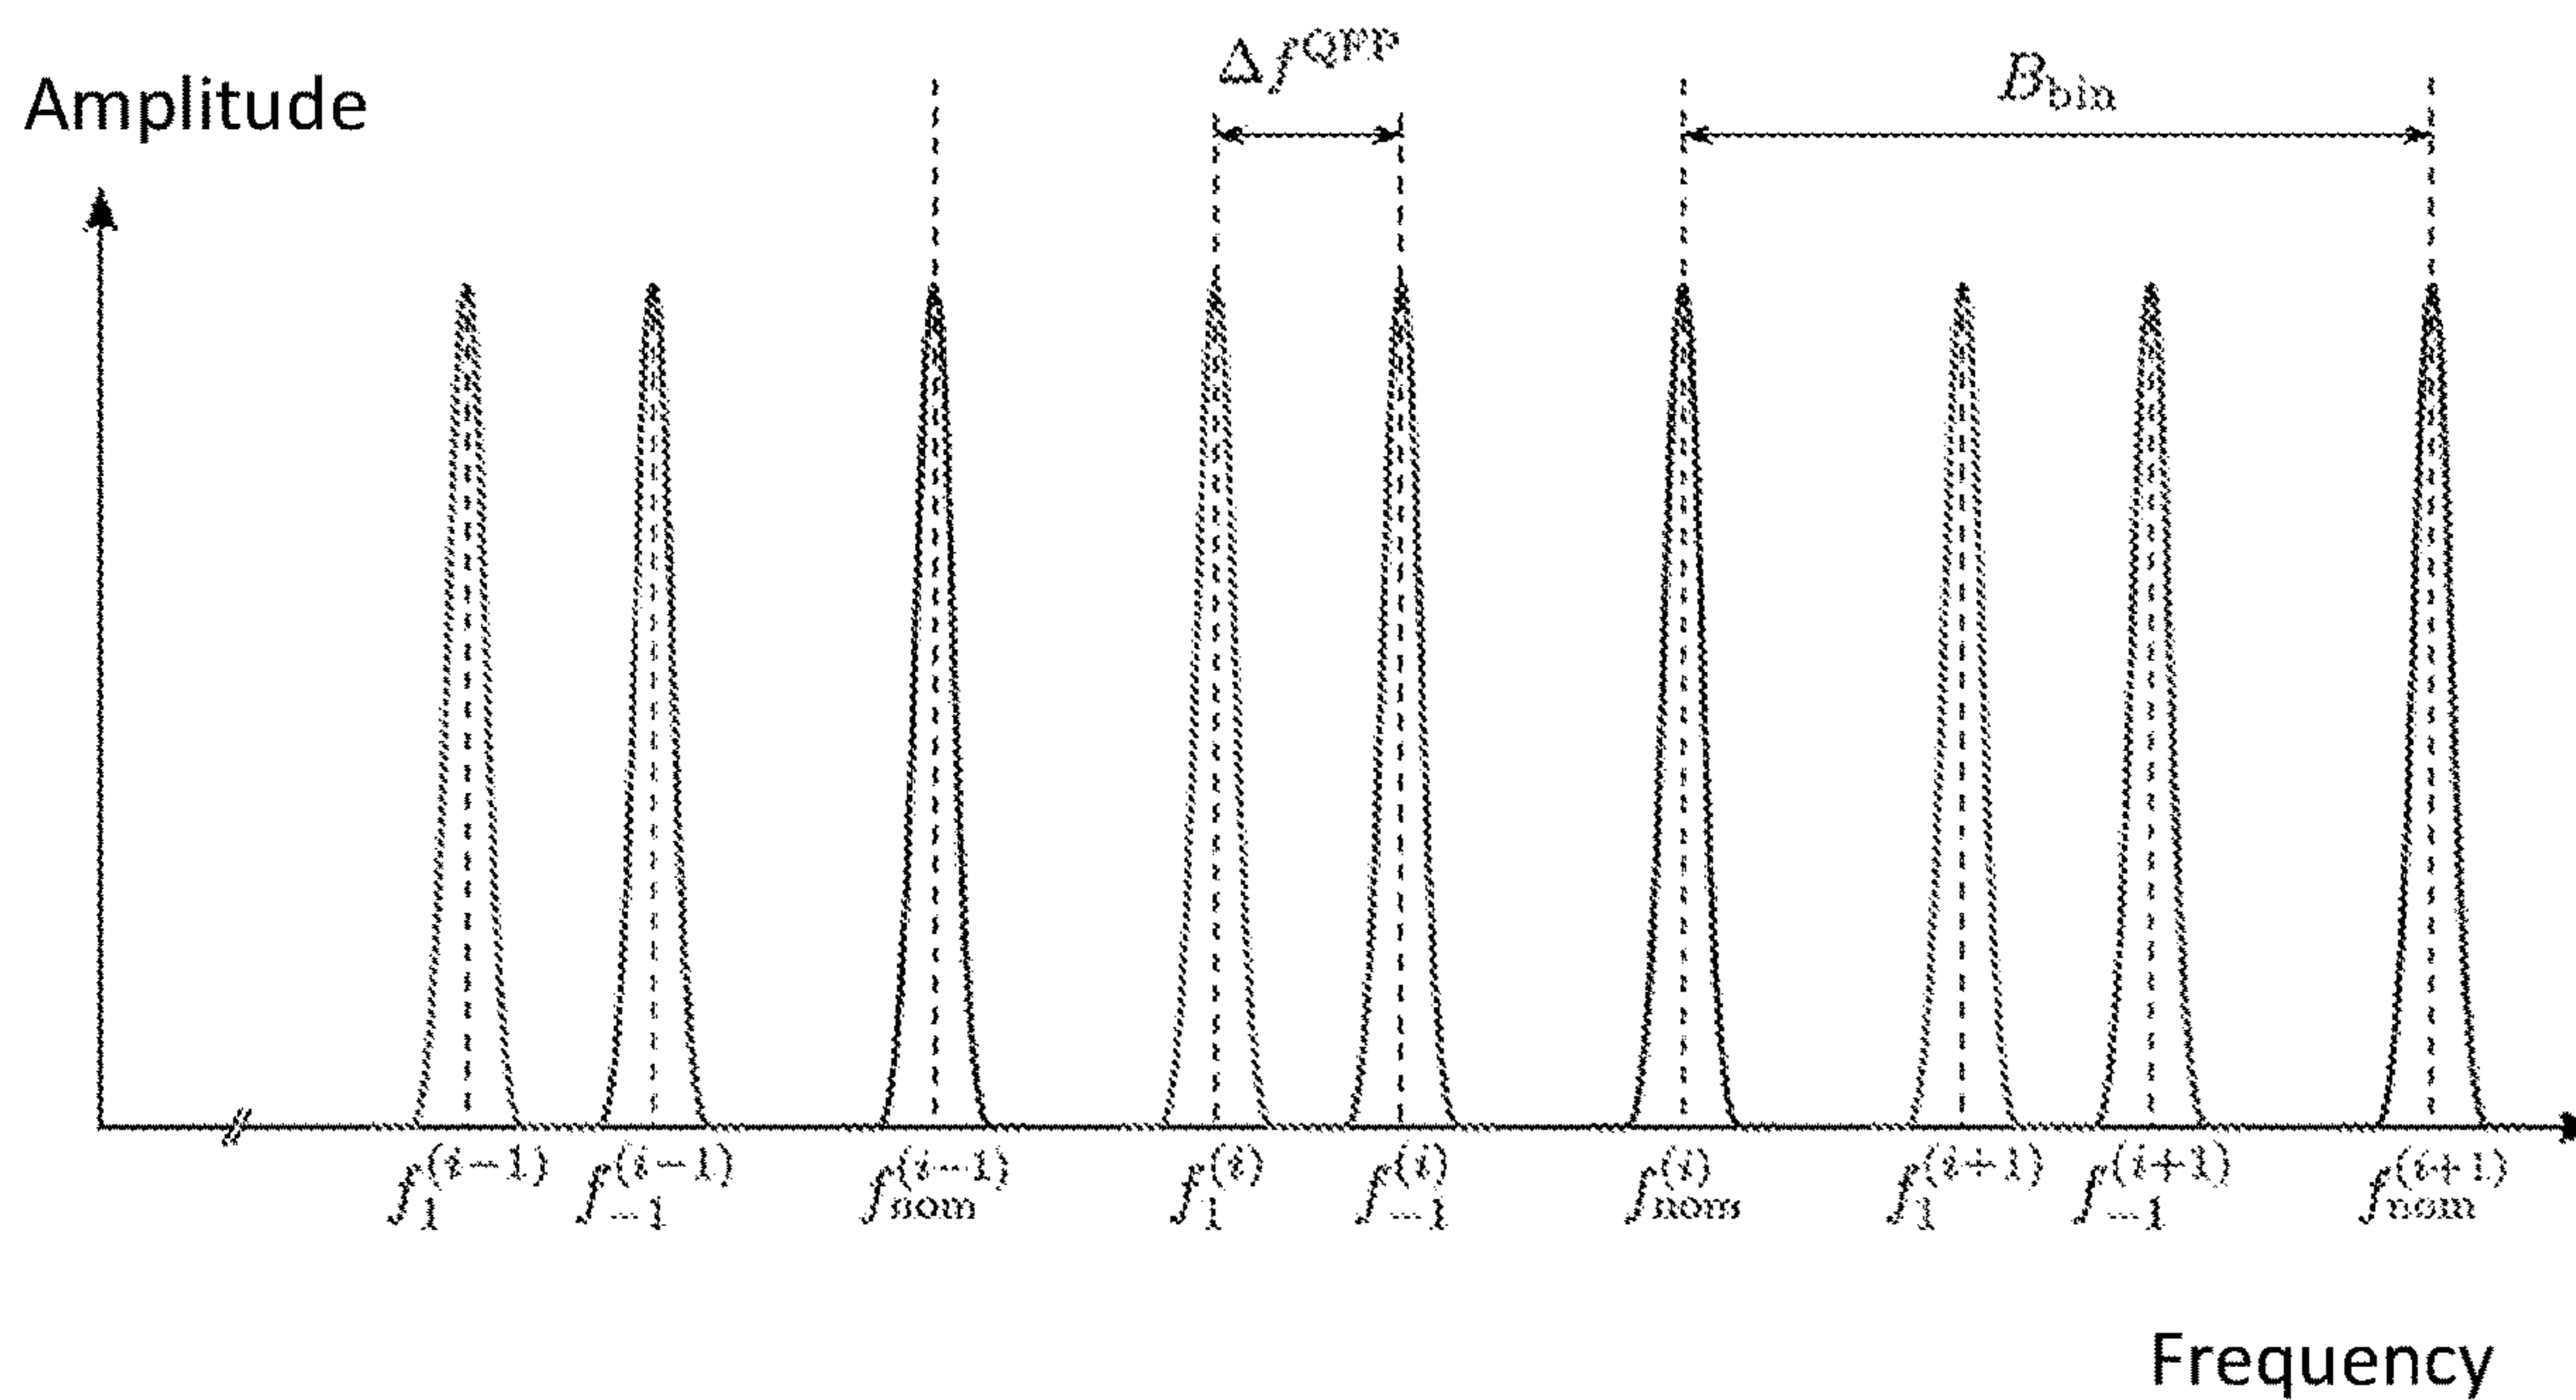 Δf^QFP
B_bin
Amplitude
f_1^(i−1) f_−1^(i−1) f_nom^(i−1) f_1^(i) f_−1^(i) f_nom^(i) f_1^(i+1) f_−1^(i+1) f_nom^(i+1)
Frequency